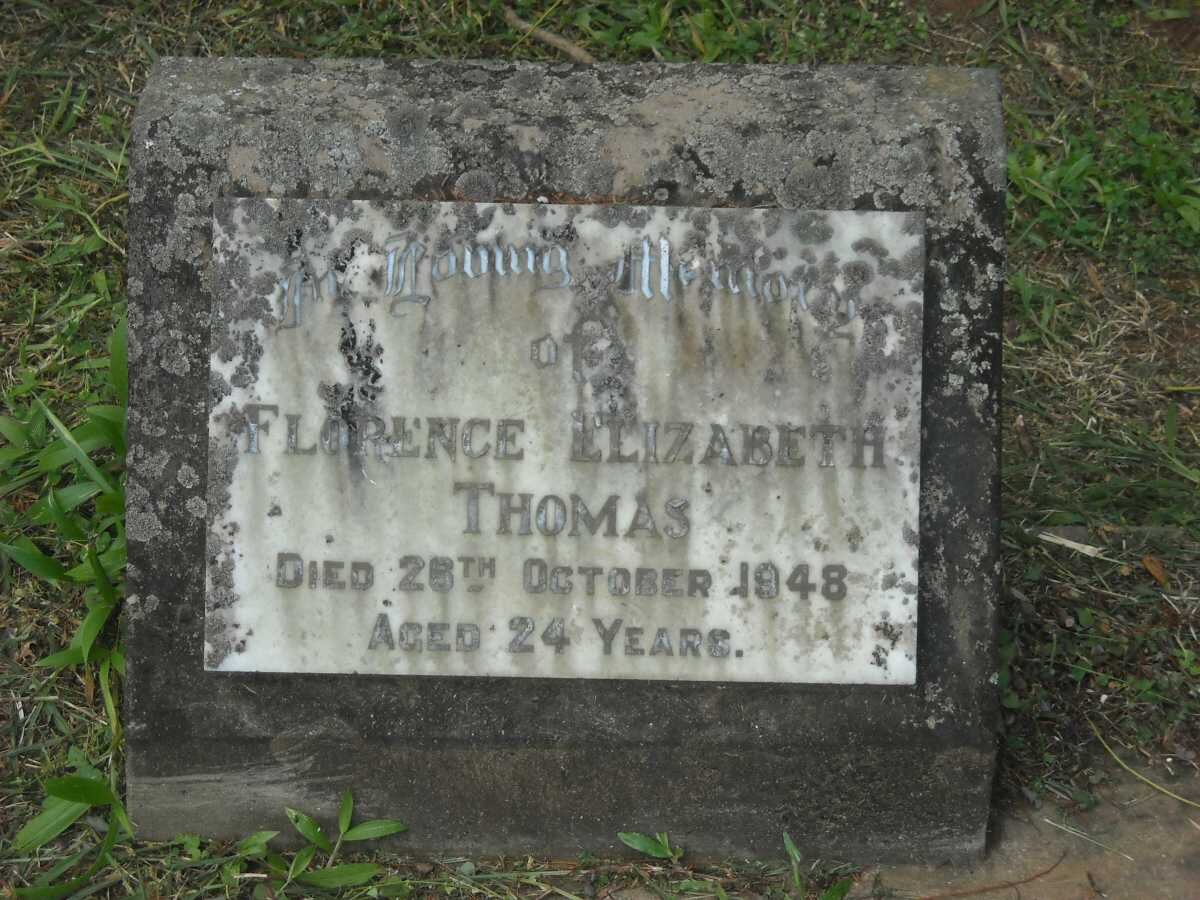 In Loving Memory
of
FLORENCE ELIZABETH
THOMAS
DIED 26TH OCTOBER 1948
AGED 24 YEARS.